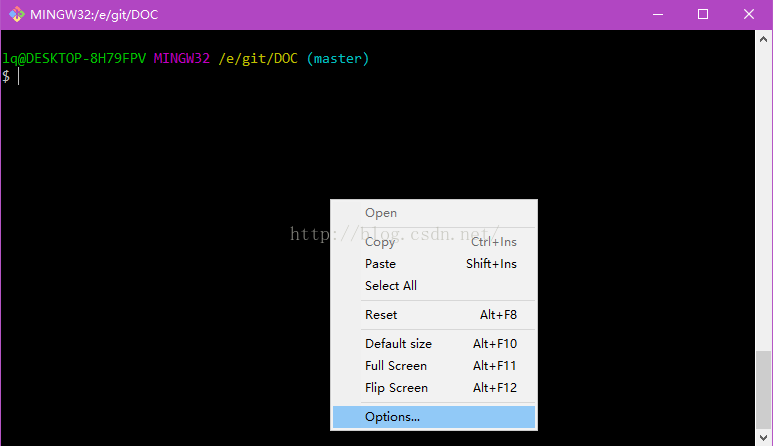 MINGW32:/e/git/DOC
lq@DESKTOP-8H79FPV MINGW32 /e/git/DOC (master)
$
Open
http://blog.csdn.net/
Copy Ctrl+Ins
Paste Shift+Ins
Select All
Reset Alt+F8
Default size Alt+F10
Full Screen Alt+F11
Flip Screen Alt+F12
Options...